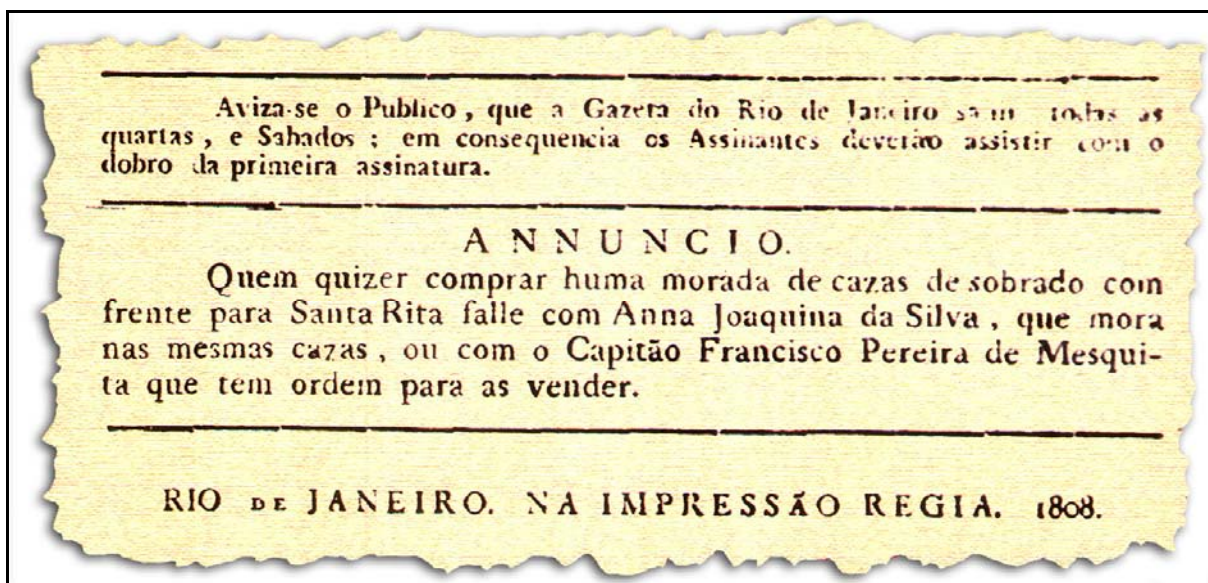 Aviza-se o Publico, que a Gazeta do Rio de Janeiro todas as
quartas, e Sabados; em consequencia os Assinantes deverão assistir com o
dobro da primeira assinatura.
ANNUNCIO.
Quem quizer comprar huma morada de cazas de sobrado com
frente para Santa Rita falle com Anna Joaquina da Silva, que mora
nas mesmas cazas, ou com o Capitão Francisco Pereira de Mesqui-
ta que tem ordem para as vender.
RIO DE JANEIRO. NA IMPRESSÃO REGIA. 1808.